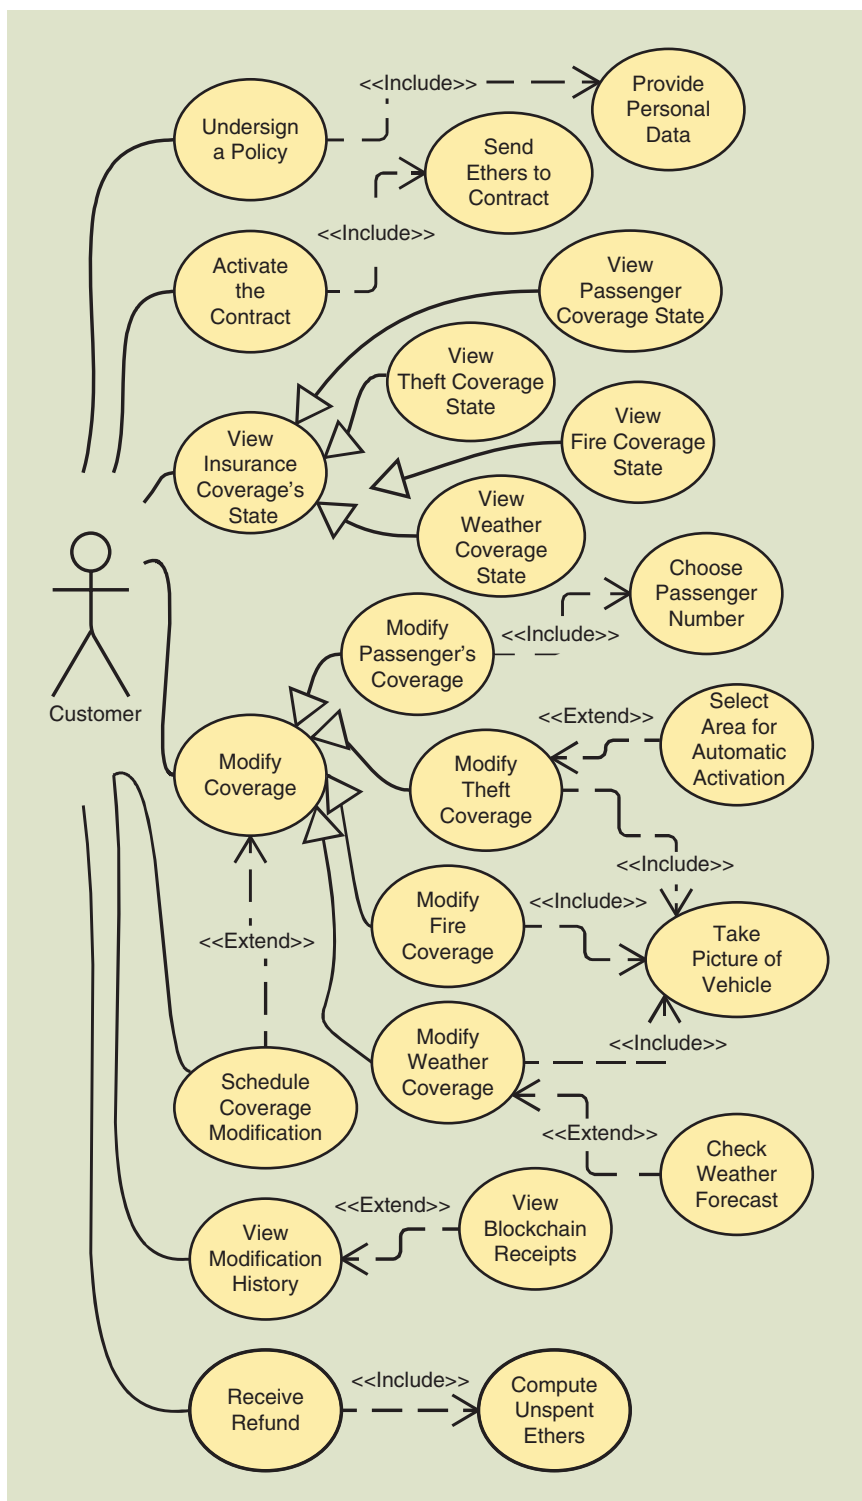 <<Include>>
Provide
Personal
Data
Undersign
a Policy
Send
Ethers to
Contract
<<Include>>
Activate
the
Contract
View
Passenger
Coverage State
View
Theft Coverage
State
View
Fire Coverage
State
View
Insurance
Coverage's
State
View
Weather
Coverage
State
Choose
Passenger
Number
Modify
Passenger's
Coverage
<<Include>>
Customer
<<Extend>>
Select
Area for
Automatic
Activation
Modify
Coverage
Modify
Theft
Coverage
<<Include>>
Modify
Fire
Coverage
<<Include>>
Take
Picture of
Vehicle
<<Extend>>
Modify
Weather
Coverage
<<Include>>
Schedule
Coverage
Modification
<<Extend>>
Check
Weather
Forecast
View
Modification
History
<<Extend>>
View
Blockchain
Receipts
Receive
Refund
<<Include>>
Compute
Unspent
Ethers